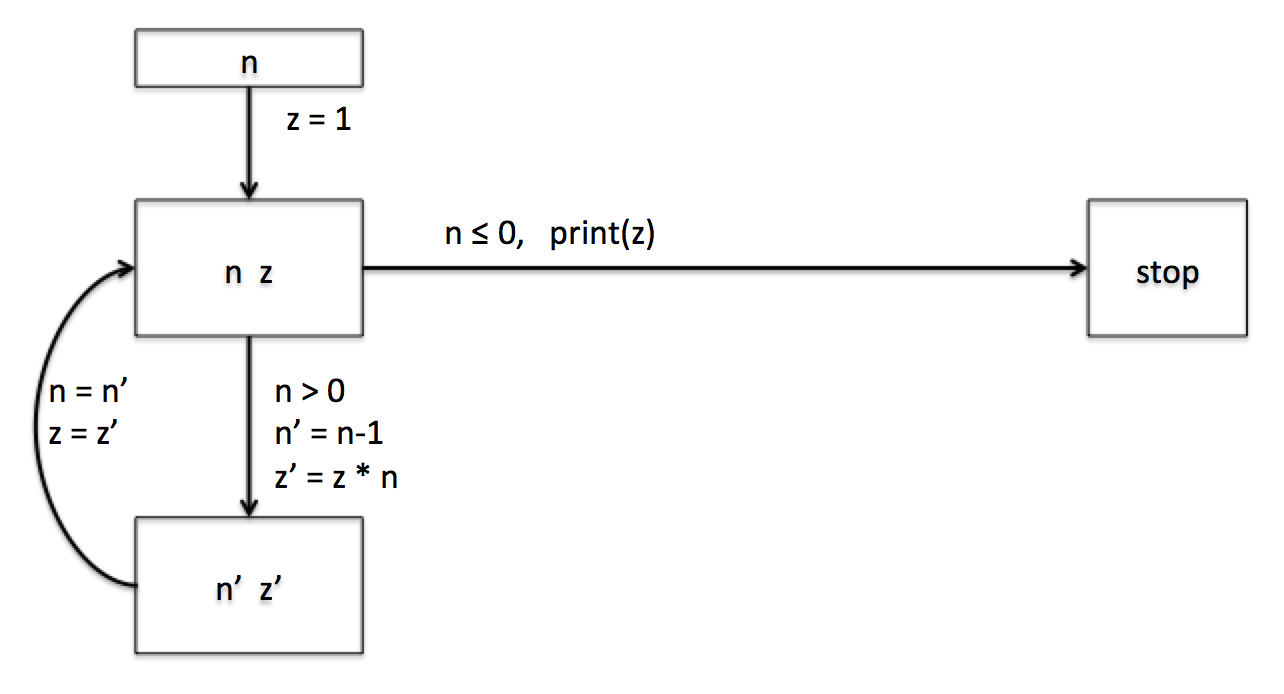 n
z = 1
n ≤ 0, print(z)
n z
stop
n = n’
z = z’
n > 0
n’ = n-1
z’ = z * n
n’ z’